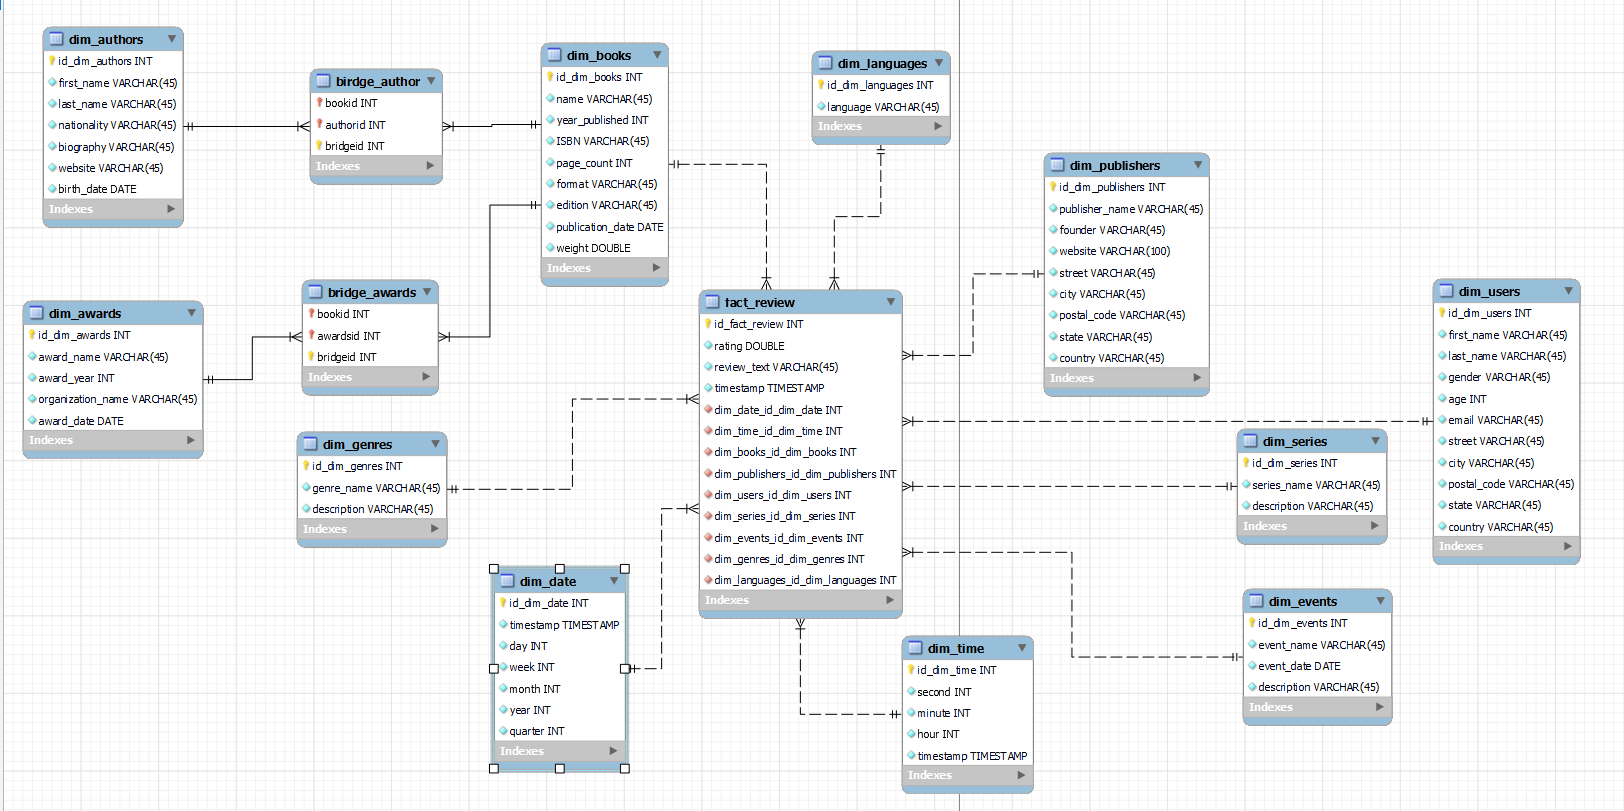 dim_authors
id_dim_authors INT
first_name VARCHAR(45)
last_name VARCHAR(45)
nationality VARCHAR(45)
biography VARCHAR(45)
website VARCHAR(45)
birth_date DATE
Indexes
birdge_author
bookid INT
authorid INT
bridgeid INT
Indexes
dim_books
id_dim_books INT
name VARCHAR(45)
year_published INT
ISBN VARCHAR(45)
page_count INT
format VARCHAR(45)
edition VARCHAR(45)
publication_date DATE
weight DOUBLE
Indexes
dim_languages
id_dim_languages INT
language VARCHAR(45)
Indexes
dim_publishers
id_dim_publishers INT
publisher_name VARCHAR(45)
founder VARCHAR(45)
website VARCHAR(100)
street VARCHAR(45)
city VARCHAR(45)
postal_code VARCHAR(45)
state VARCHAR(45)
country VARCHAR(45)
Indexes
dim_awards
id_dim_awards INT
award_name VARCHAR(45)
award_year INT
organization_name VARCHAR(45)
award_date DATE
Indexes
bridge_awards
bookid INT
awardsid INT
bridgeid INT
Indexes
fact_review
id_fact_review INT
rating DOUBLE
review_text VARCHAR(45)
timestamp TIMESTAMP
dim_date_id_dim_date INT
dim_time_id_dim_time INT
dim_books_id_dim_books INT
dim_publishers_id_dim_publishers INT
dim_users_id_dim_users INT
dim_series_id_dim_series INT
dim_events_id_dim_events INT
dim_genres_id_dim_genres INT
dim_languages_id_dim_languages INT
Indexes
dim_users
id_dim_users INT
first_name VARCHAR(45)
last_name VARCHAR(45)
gender VARCHAR(45)
age INT
email VARCHAR(45)
street VARCHAR(45)
city VARCHAR(45)
postal_code VARCHAR(45)
state VARCHAR(45)
country VARCHAR(45)
Indexes
dim_genres
id_dim_genres INT
genre_name VARCHAR(45)
description VARCHAR(45)
Indexes
dim_series
id_dim_series INT
series_name VARCHAR(45)
description VARCHAR(45)
Indexes
dim_date
id_dim_date INT
timestamp TIMESTAMP
day INT
week INT
month INT
year INT
quarter INT
Indexes
dim_time
id_dim_time INT
second INT
minute INT
hour INT
timestamp TIMESTAMP
Indexes
dim_events
id_dim_events INT
event_name VARCHAR(45)
event_date DATE
description VARCHAR(45)
Indexes